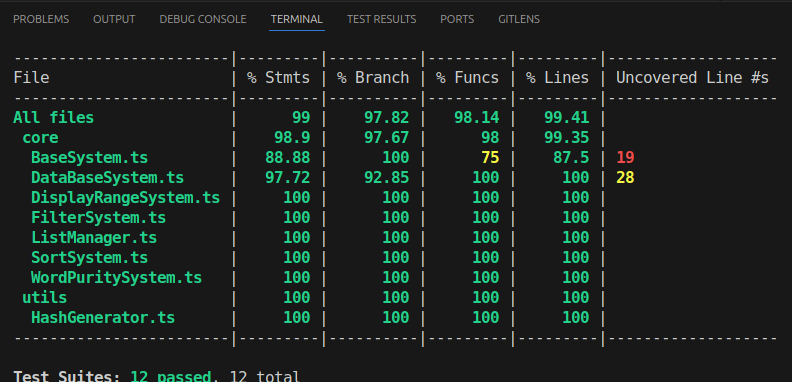 PROBLEMS OUTPUT DEBUG CONSOLE TERMINAL TEST RESULTS PORTS GITLENS
------------------------|---------|----------|---------|---------|-------------------
File                    | % Stmts | % Branch | % Funcs | % Lines | Uncovered Line #s
------------------------|---------|----------|---------|---------|-------------------
All files               |      99 |    97.82 |   98.14 |   99.41 |
 core                   |    98.9 |    97.67 |      98 |   99.35 |
  BaseSystem.ts         |   88.88 |      100 |      75 |    87.5 | 19
  DataBaseSystem.ts     |   97.72 |    92.85 |     100 |     100 | 28
  DisplayRangeSystem.ts |     100 |      100 |     100 |     100 |
  FilterSystem.ts       |     100 |      100 |     100 |     100 |
  ListManager.ts        |     100 |      100 |     100 |     100 |
  SortSystem.ts         |     100 |      100 |     100 |     100 |
  WordPuritySystem.ts   |     100 |      100 |     100 |     100 |
 utils                  |     100 |      100 |     100 |     100 |
  HashGenerator.ts      |     100 |      100 |     100 |     100 |
------------------------|---------|----------|---------|---------|-------------------
Test Suites: 12 passed, 12 total